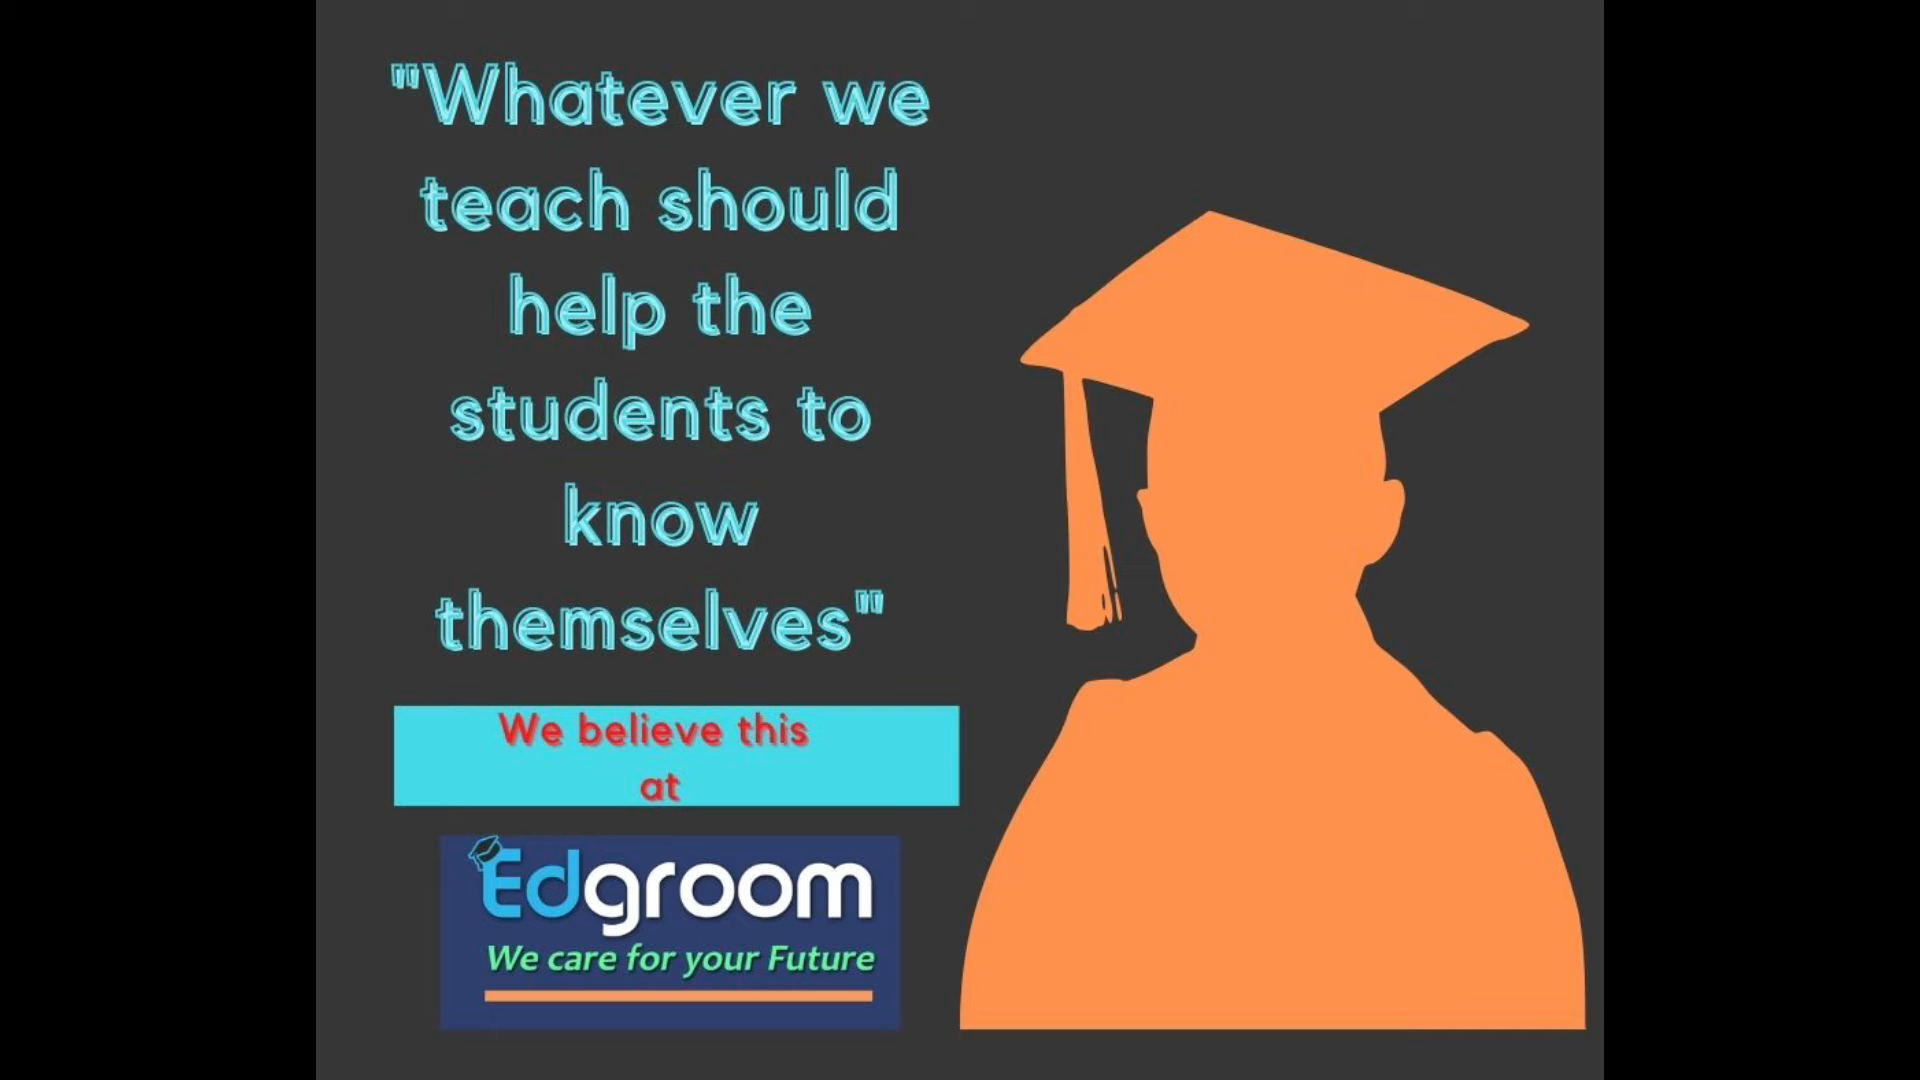 "Whatever we
teach should
help the
students to
know
themselves"
We believe this
at
Edgroom
We care for your Future